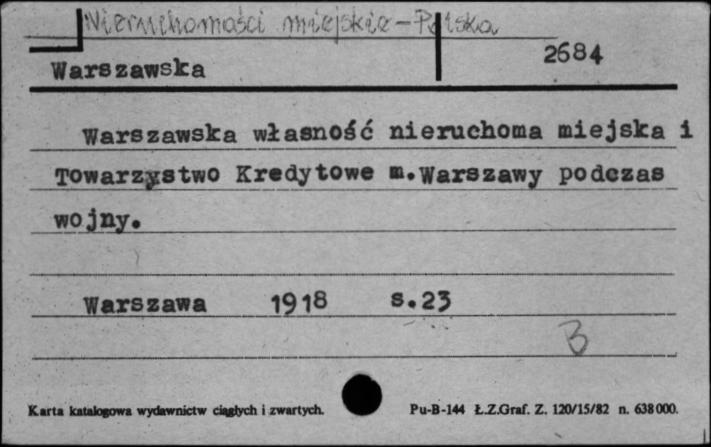 Nieruchomości miejskie - Polska
Warszawska 2684
Warszawska własność nieruchoma miejska i
Towarzystwo Kredytowe m.Warszawy podczas
wojny.
Warszawa 1918 s.23
B
Karta katalogowa wydawnictw ciągłych i zwartych. Pu-B-144 Ł.Z.Graf. Z. 120/15/82 n. 638000.